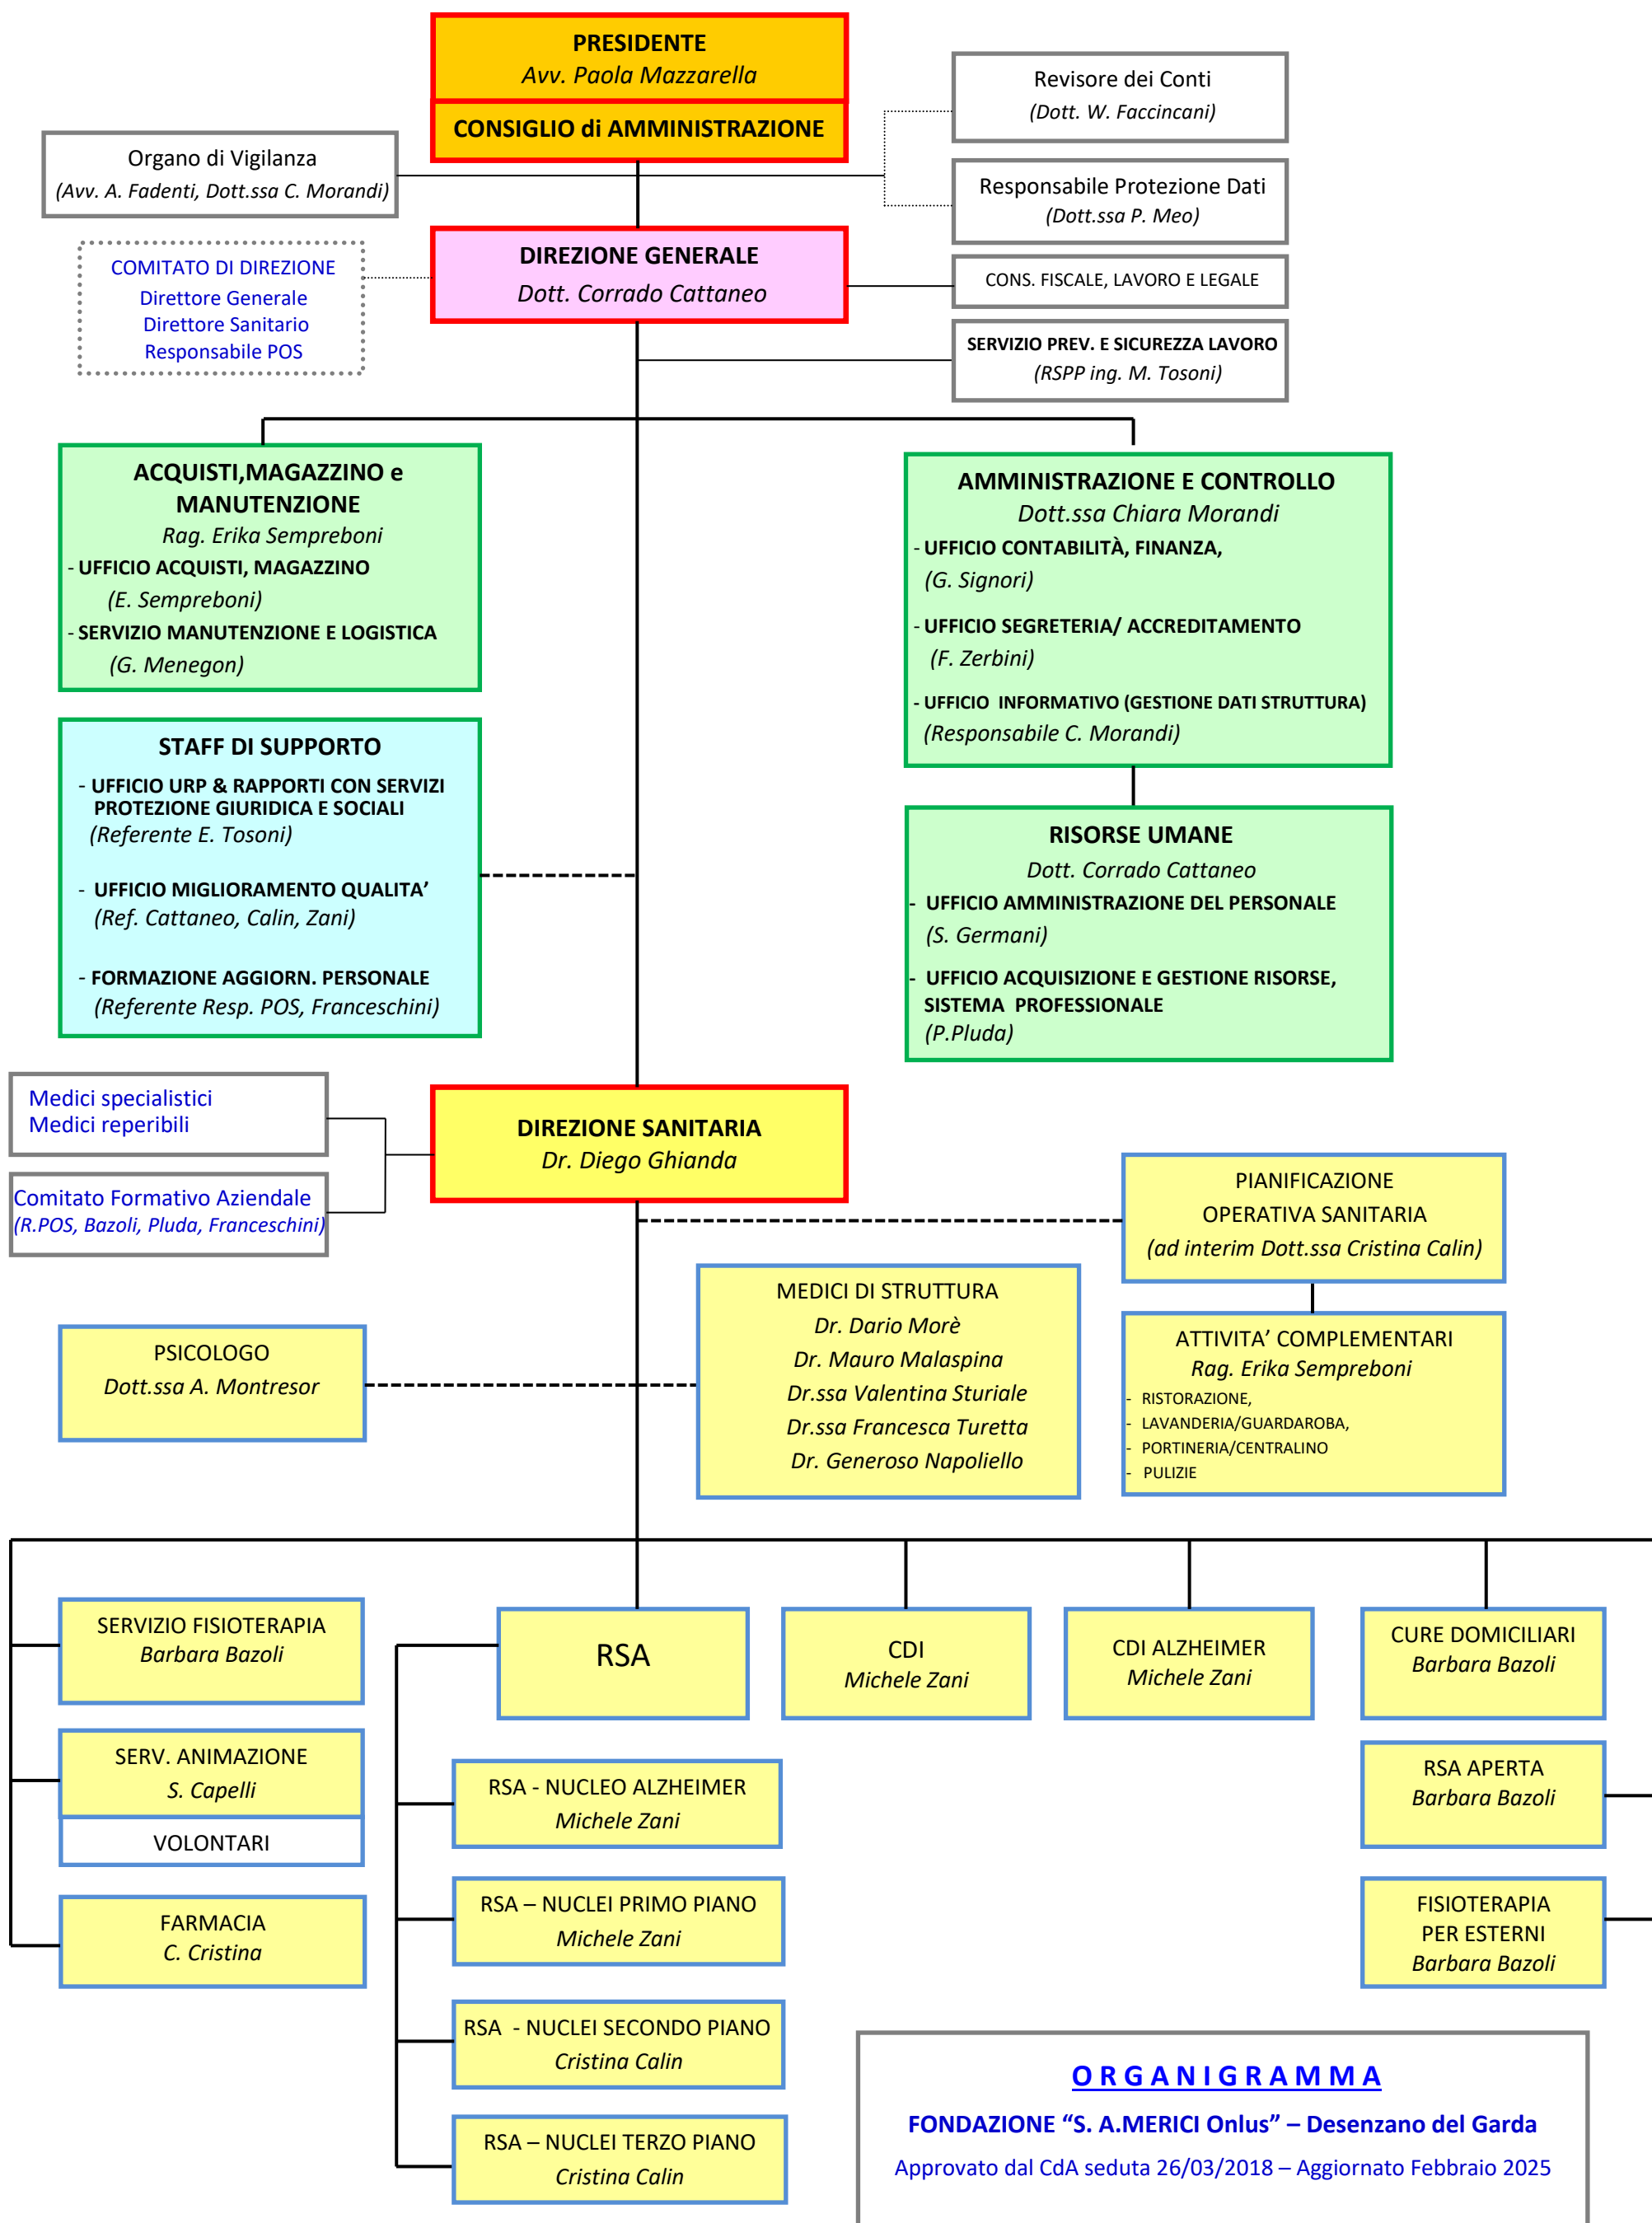 PRESIDENTE
Avv. Paola Mazzarella
CONSIGLIO di AMMINISTRAZIONE
Revisore dei Conti
(Dott. W. Faccincani)
Organo di Vigilanza
(Avv. A. Fadenti, Dott.ssa C. Morandi)
Responsabile Protezione Dati
(Dott.ssa P. Meo)
COMITATO DI DIREZIONE
Direttore Generale
Direttore Sanitario
Responsabile POS
DIREZIONE GENERALE
Dott. Corrado Cattaneo
CONS. FISCALE, LAVORO E LEGALE
SERVIZIO PREV. E SICUREZZA LAVORO
(RSPP ing. M. Tosoni)
ACQUISTI,MAGAZZINO e
MANUTENZIONE
Rag. Erika Sempreboni
- UFFICIO ACQUISTI, MAGAZZINO
(E. Sempreboni)
- SERVIZIO MANUTENZIONE E LOGISTICA
(G. Menegon)
AMMINISTRAZIONE E CONTROLLO
Dott.ssa Chiara Morandi
- UFFICIO CONTABILITÀ, FINANZA,
(G. Signori)
- UFFICIO SEGRETERIA/ ACCREDITAMENTO
(F. Zerbini)
- UFFICIO INFORMATIVO (GESTIONE DATI STRUTTURA)
(Responsabile C. Morandi)
STAFF DI SUPPORTO
- UFFICIO URP & RAPPORTI CON SERVIZI
PROTEZIONE GIURIDICA E SOCIALI
(Referente E. Tosoni)
- UFFICIO MIGLIORAMENTO QUALITA’
(Ref. Cattaneo, Calin, Zani)
- FORMAZIONE AGGIORN. PERSONALE
(Referente Resp. POS, Franceschini)
RISORSE UMANE
Dott. Corrado Cattaneo
- UFFICIO AMMINISTRAZIONE DEL PERSONALE
(S. Germani)
- UFFICIO ACQUISIZIONE E GESTIONE RISORSE,
SISTEMA PROFESSIONALE
(P.Pluda)
Medici specialistici
Medici reperibili
Comitato Formativo Aziendale
(R.POS, Bazoli, Pluda, Franceschini)
DIREZIONE SANITARIA
Dr. Diego Ghianda
PIANIFICAZIONE
OPERATIVA SANITARIA
(ad interim Dott.ssa Cristina Calin)
PSICOLOGO
Dott.ssa A. Montresor
MEDICI DI STRUTTURA
Dr. Dario Morè
Dr. Mauro Malaspina
Dr.ssa Valentina Sturiale
Dr.ssa Francesca Turetta
Dr. Generoso Napoliello
ATTIVITA’ COMPLEMENTARI
Rag. Erika Sempreboni
- RISTORAZIONE,
- LAVANDERIA/GUARDAROBA,
- PORTINERIA/CENTRALINO
- PULIZIE
SERVIZIO FISIOTERAPIA
Barbara Bazoli
RSA
CDI
Michele Zani
CDI ALZHEIMER
Michele Zani
CURE DOMICILIARI
Barbara Bazoli
SERV. ANIMAZIONE
S. Capelli
VOLONTARI
RSA - NUCLEO ALZHEIMER
Michele Zani
RSA APERTA
Barbara Bazoli
FARMACIA
C. Cristina
RSA – NUCLEI PRIMO PIANO
Michele Zani
FISIOTERAPIA
PER ESTERNI
Barbara Bazoli
RSA - NUCLEI SECONDO PIANO
Cristina Calin
RSA – NUCLEI TERZO PIANO
Cristina Calin
O R G A N I G R A M M A
FONDAZIONE “S. A.MERICI Onlus” – Desenzano del Garda
Approvato dal CdA seduta 26/03/2018 – Aggiornato Febbraio 2025